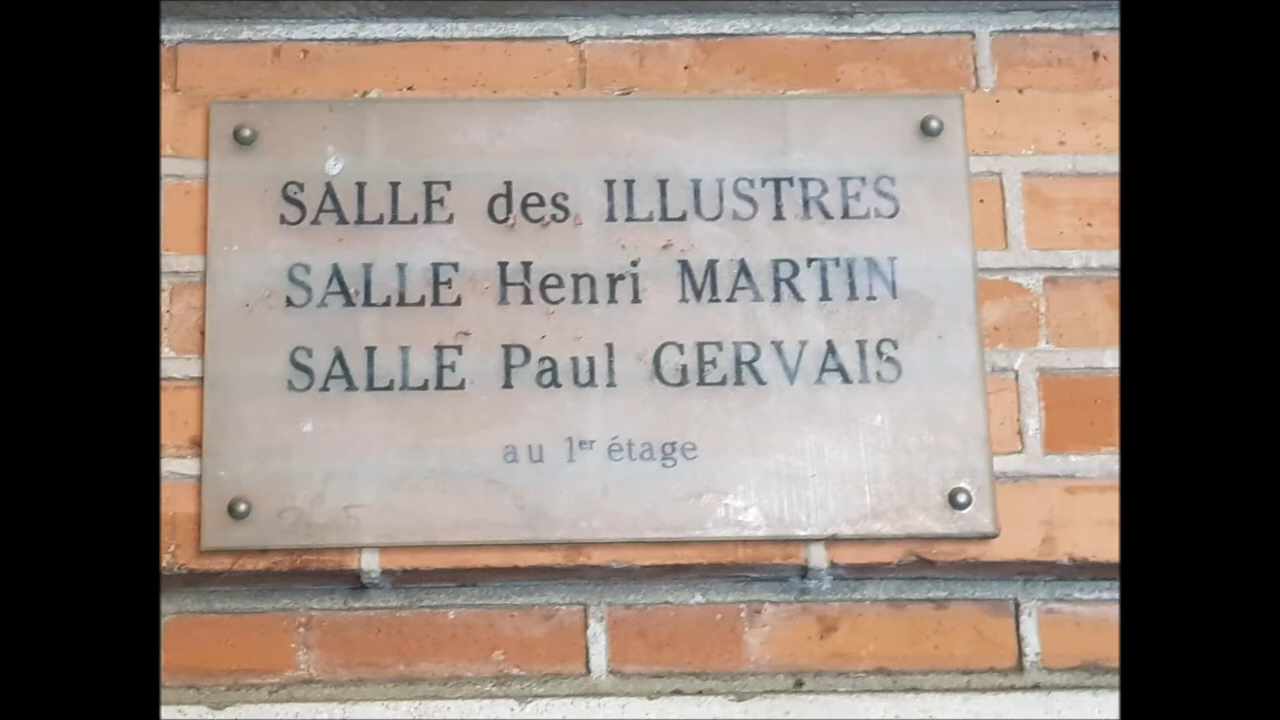 SALLE des ILLUSTRES
SALLE Henri MARTIN
SALLE Paul GERVAIS
au 1er étage